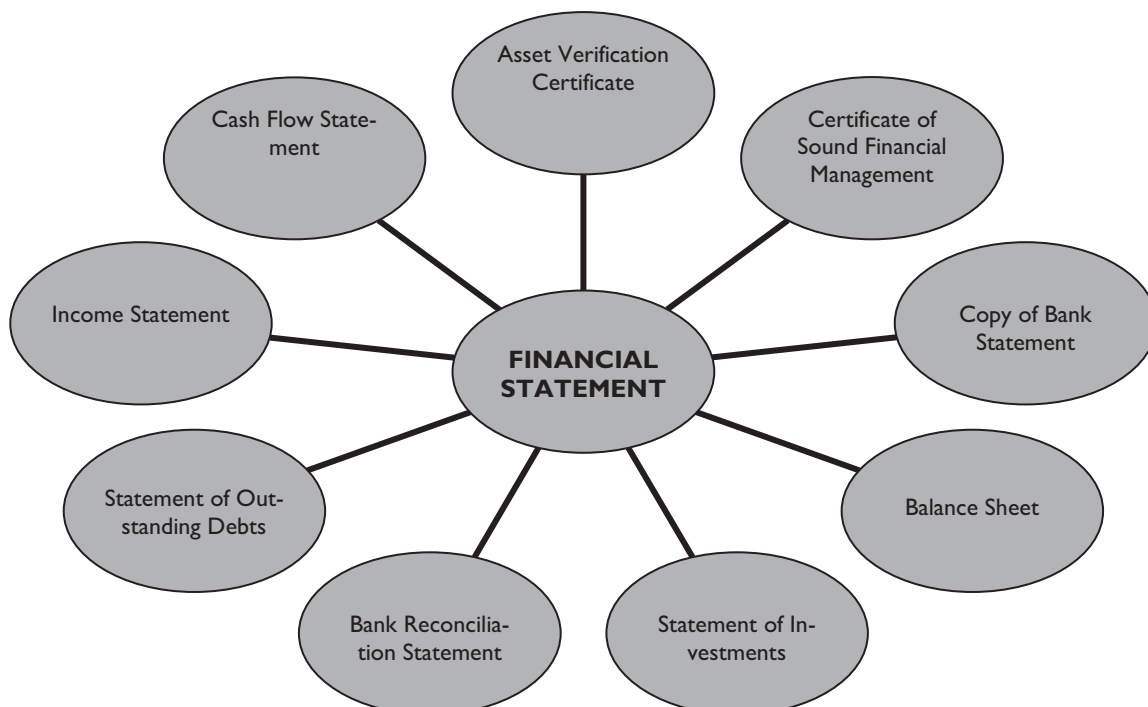 Asset Verification
Certificate
Cash Flow State-
ment
Certificate of
Sound Financial
Management
Income Statement
Copy of Bank
Statement
FINANCIAL
STATEMENT
Statement of Out-
standing Debts
Balance Sheet
Bank Reconcilia-
tion Statement
Statement of In-
vestments